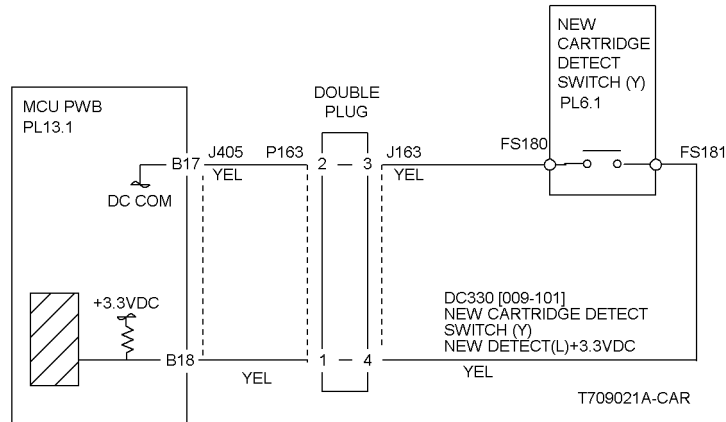 NEW
CARTRIDGE
DETECT
SWITCH (Y)
PL6.1
MCU PWB
PL13.1
DOUBLE
PLUG
B17
J405
P163
2 – 3
J163
FS180
FS181
YEL
YEL
DC COM
+3.3VDC
DC330 [009-101]
NEW CARTRIDGE DETECT
SWITCH (Y)
NEW DETECT(L)+3.3VDC
B18
1 – 4
YEL
YEL
T709021A-CAR